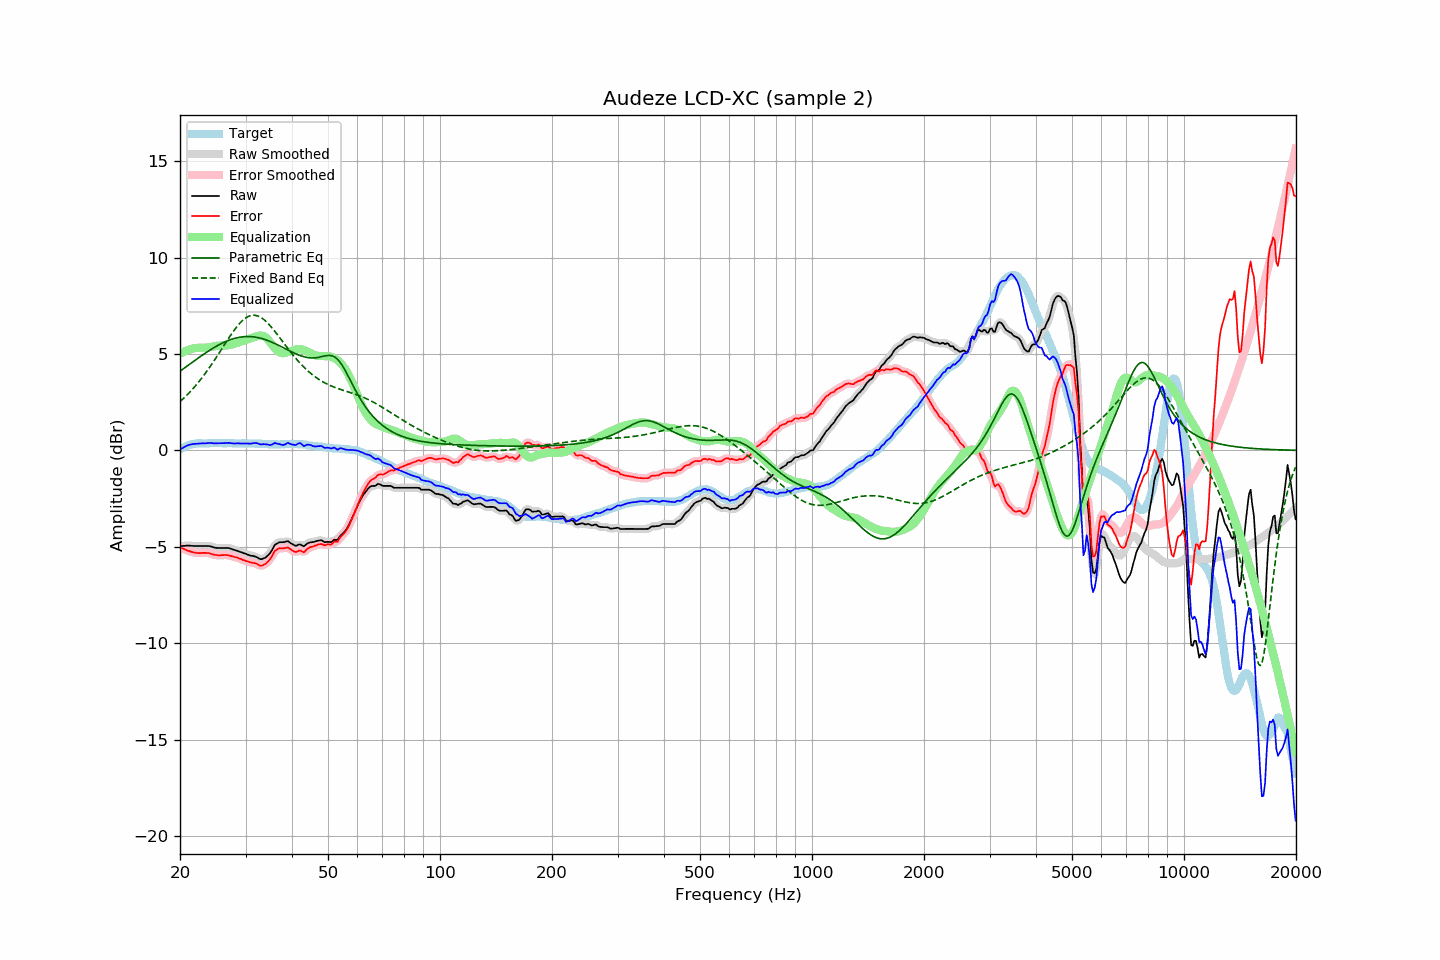 Audeze LCD-XC (sample 2)
Target
Raw Smoothed
Error Smoothed
Raw
Error
Equalization
Parametric Eq
Fixed Band Eq
Equalized
15
10
5
0
−5
−10
−15
−20
Amplitude (dBr)
20 50 100 200 500 1000 2000 5000 10000 20000
Frequency (Hz)